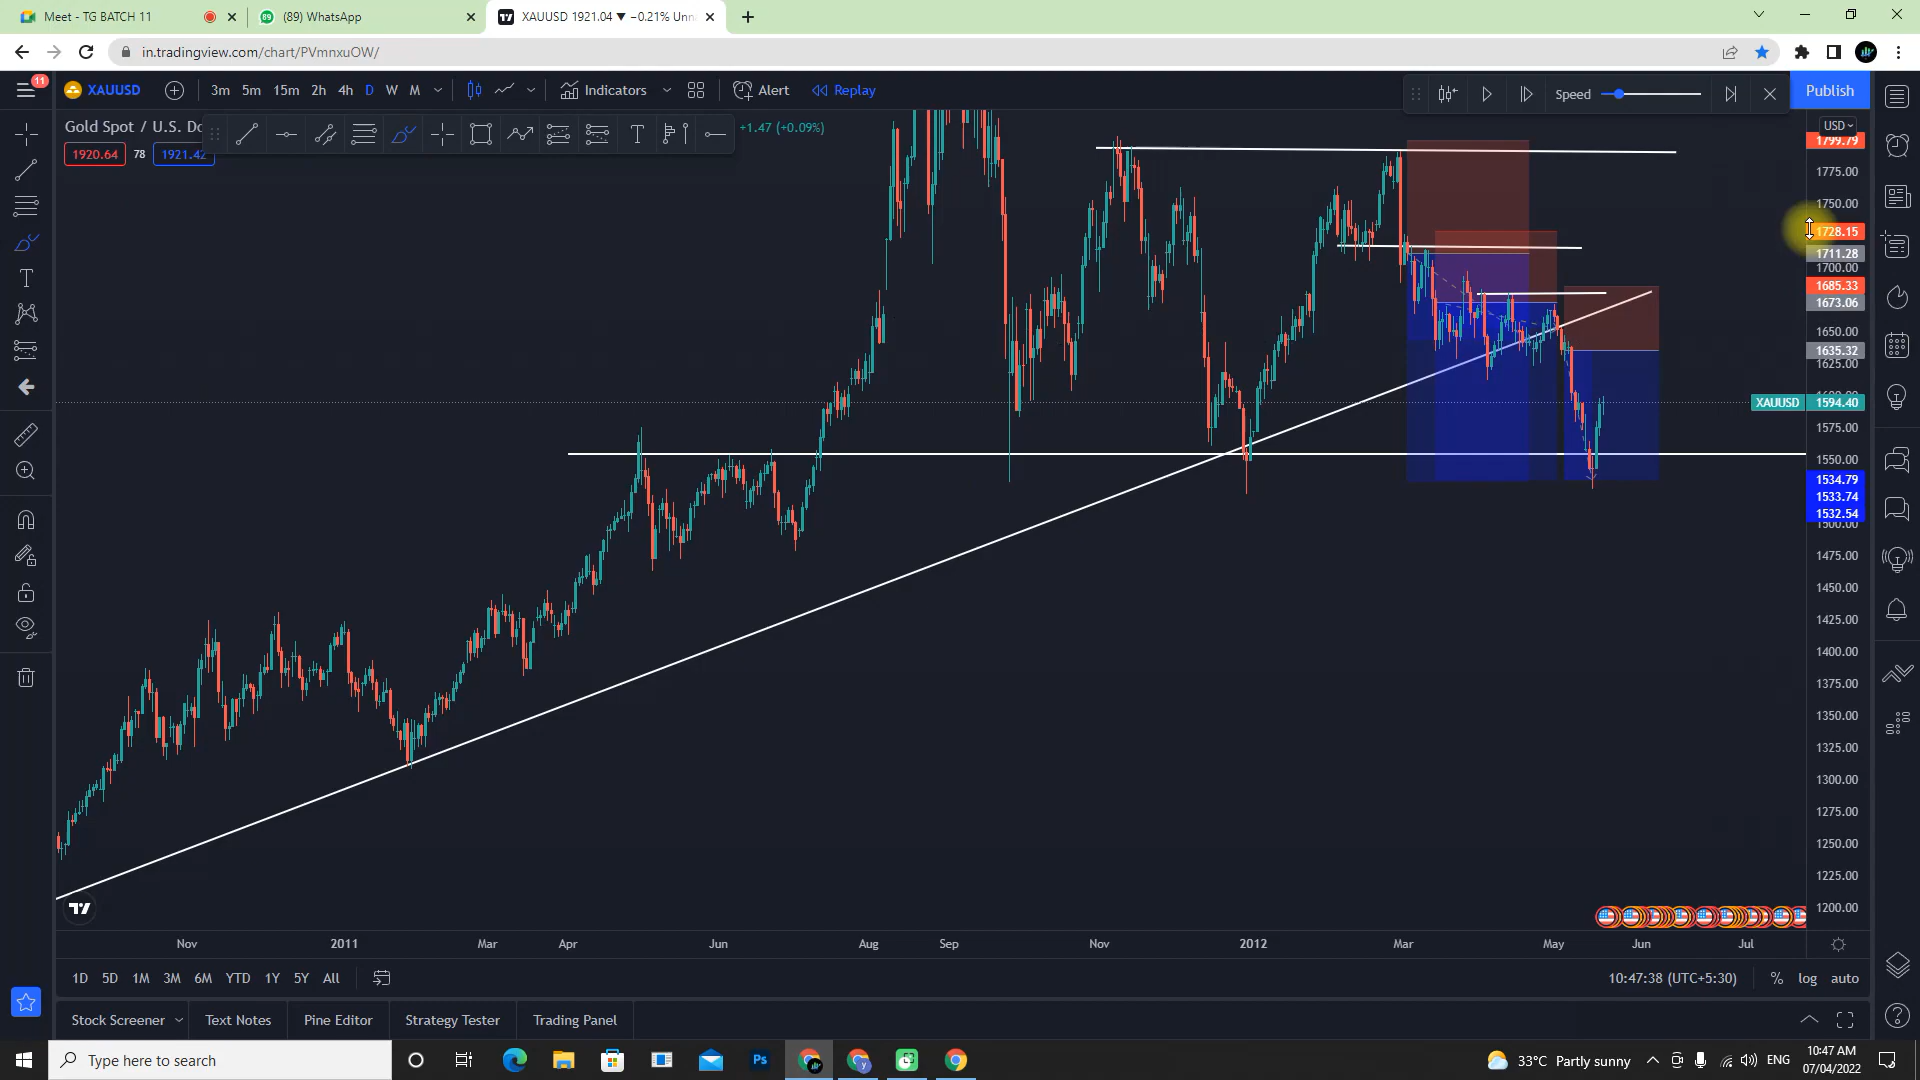 Meet - TG BATCH 11
(89) WhatsApp
XAUUSD 1921.04 ▼ −0.21% Unn
in.tradingview.com/chart/PVmnxuOW/
11
XAUUSD
3m 5m 15m 2h 4h D W M
Indicators
Alert
Replay
Speed
Publish
Gold Spot / U.S. Do
+1.47 (+0.09%)
1920.64
78
1921.42
T
USD
1799.79
1775.00
1750.00
1728.15
1711.28
1700.00
1685.33
1673.06
1650.00
1635.32
1625.00
XAUUSD 1594.40
1575.00
1550.00
1534.79
1533.74
1532.54
1500.00
1475.00
1450.00
1425.00
1400.00
1375.00
1350.00
1325.00
1300.00
1275.00
1250.00
1225.00
1200.00
Nov 2011 Mar Apr Jun Aug Sep Nov 2012 Mar May Jun Jul
1D 5D 1M 3M 6M YTD 1Y 5Y All
10:47:38 (UTC+5:30)
% log auto
Stock Screener
Text Notes
Pine Editor
Strategy Tester
Trading Panel
Type here to search
Ps
33°C Partly sunny
ENG
10:47 AM
07/04/2022